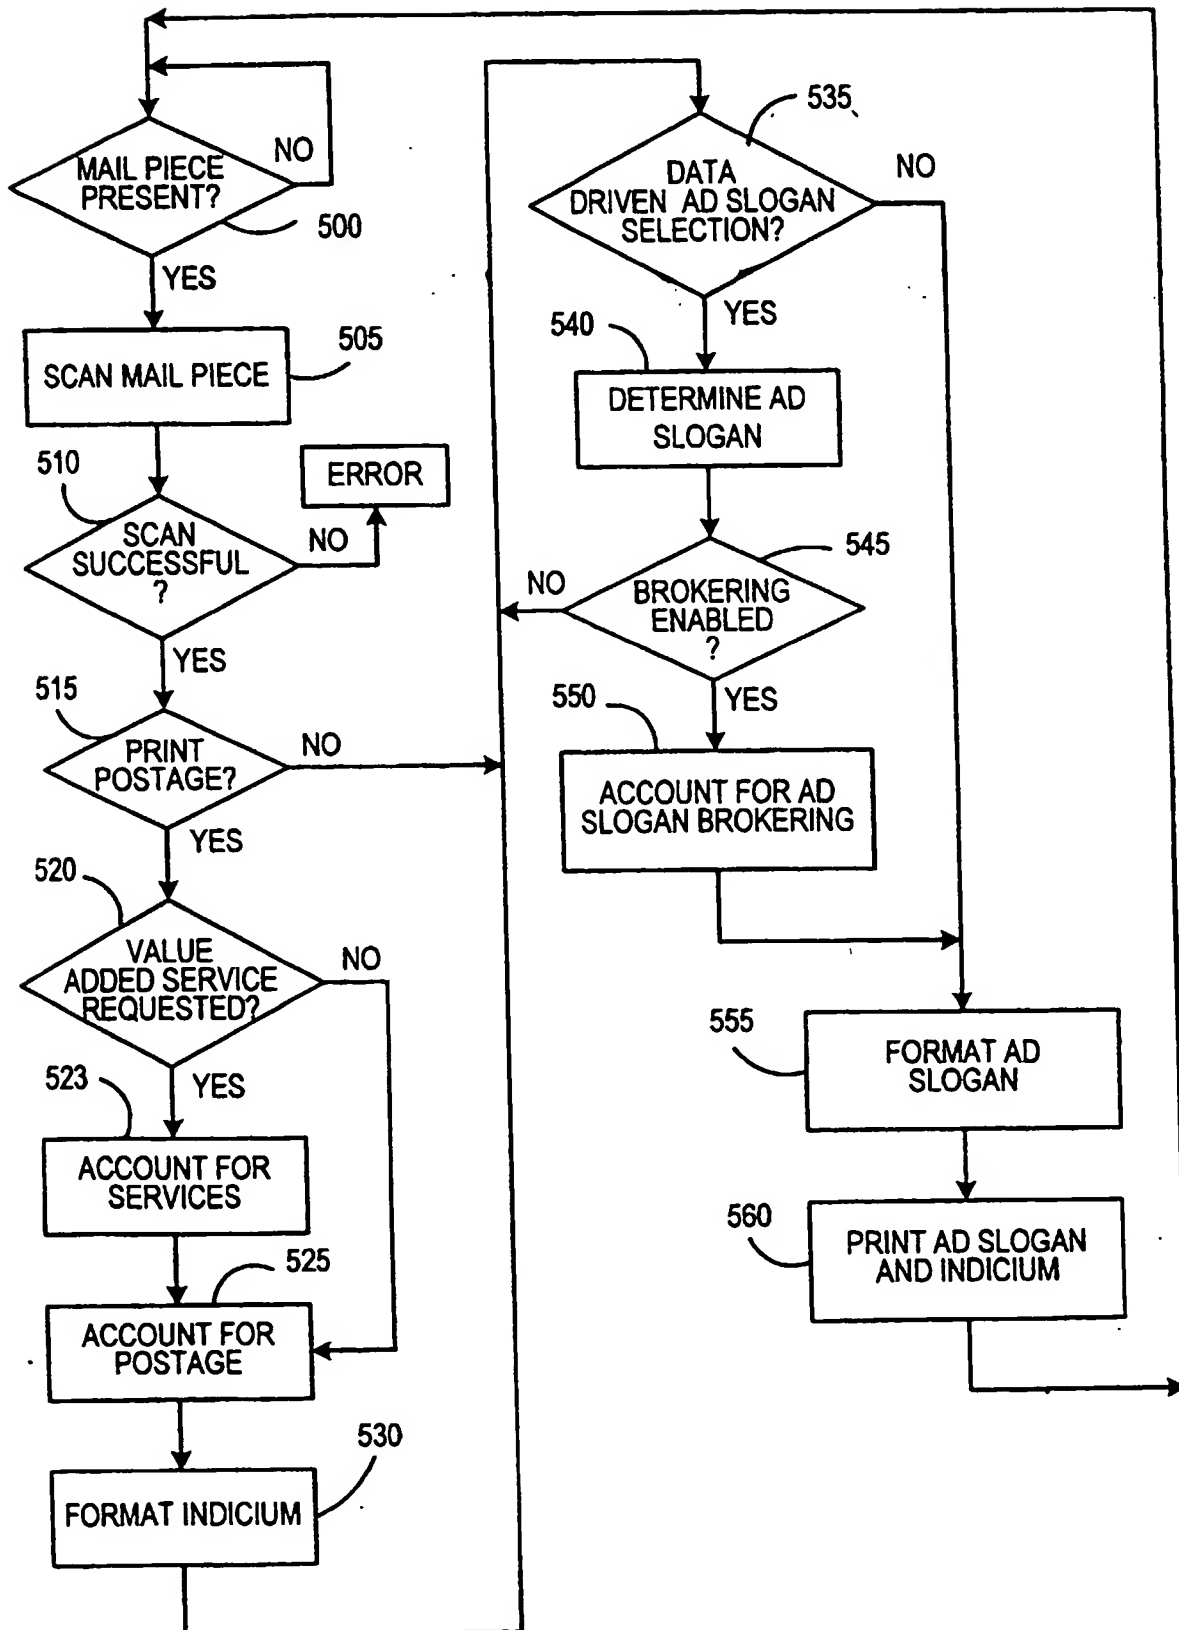 MAIL PIECE
PRESENT?
NO
500
YES
SCAN MAIL PIECE
505
510
SCAN
SUCCESSFUL
?
NO
ERROR
YES
515
PRINT
POSTAGE?
NO
YES
520
VALUE
ADDED SERVICE
REQUESTED?
NO
YES
523
ACCOUNT FOR
SERVICES
525
ACCOUNT FOR
POSTAGE
530
FORMAT INDICIUM
535
DATA
DRIVEN AD SLOGAN
SELECTION?
NO
YES
540
DETERMINE AD
SLOGAN
545
BROKERING
ENABLED
?
NO
YES
550
ACCOUNT FOR AD
SLOGAN BROKERING
555
FORMAT AD
SLOGAN
560
PRINT AD SLOGAN
AND INDICIUM